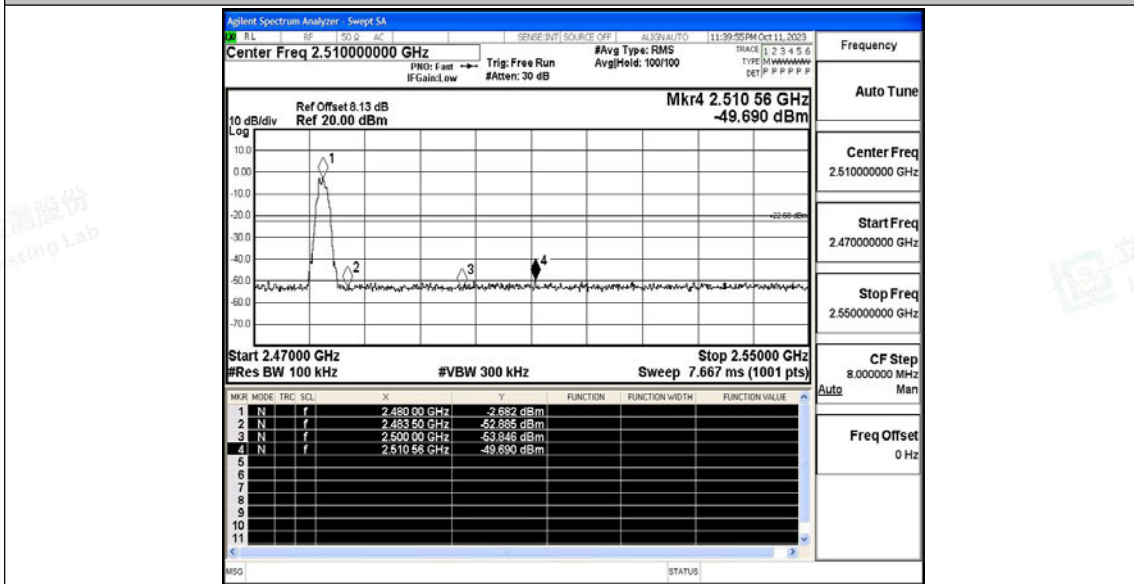 Agilent Spectrum Analyzer - Swept SA
RL RF 50 Ω AC SENSE:INT SOURCE OFF ALIGN AUTO 11:39:55 PM Oct 11, 2023
Center Freq 2.510000000 GHz #Avg Type: RMS TRACE 1 2 3 4 5 6
PNO: Fast Trig: Free Run Avg|Hold: 100/100 TYPE M WWWWW
IFGain:Low #Atten: 30 dB DET P P P P P P
Frequency
Mkr4 2.510 56 GHz
-49.690 dBm
Ref Offset 8.13 dB
10 dB/div Ref 20.00 dBm
Log
10.0
0.00
-10.0
-20.0
-30.0
-40.0
-50.0
-60.0
-70.0
1
2
3
4
-22.68 dBm
Start 2.47000 GHz Stop 2.55000 GHz
#Res BW 100 kHz #VBW 300 kHz Sweep 7.667 ms (1001 pts)
MKR MODE TRC SCL X Y FUNCTION FUNCTION WIDTH FUNCTION VALUE
1 N f 2.480 00 GHz -2.682 dBm
2 N f 2.483 50 GHz -52.885 dBm
3 N f 2.500 00 GHz -53.846 dBm
4 N f 2.510 56 GHz -49.690 dBm
5
6
7
8
9
10
11
MSG STATUS
Auto Tune
Center Freq
2.510000000 GHz
Start Freq
2.470000000 GHz
Stop Freq
2.550000000 GHz
CF Step
8.000000 MHz
Auto Man
Freq Offset
0 Hz
测股份
sting Lab
立